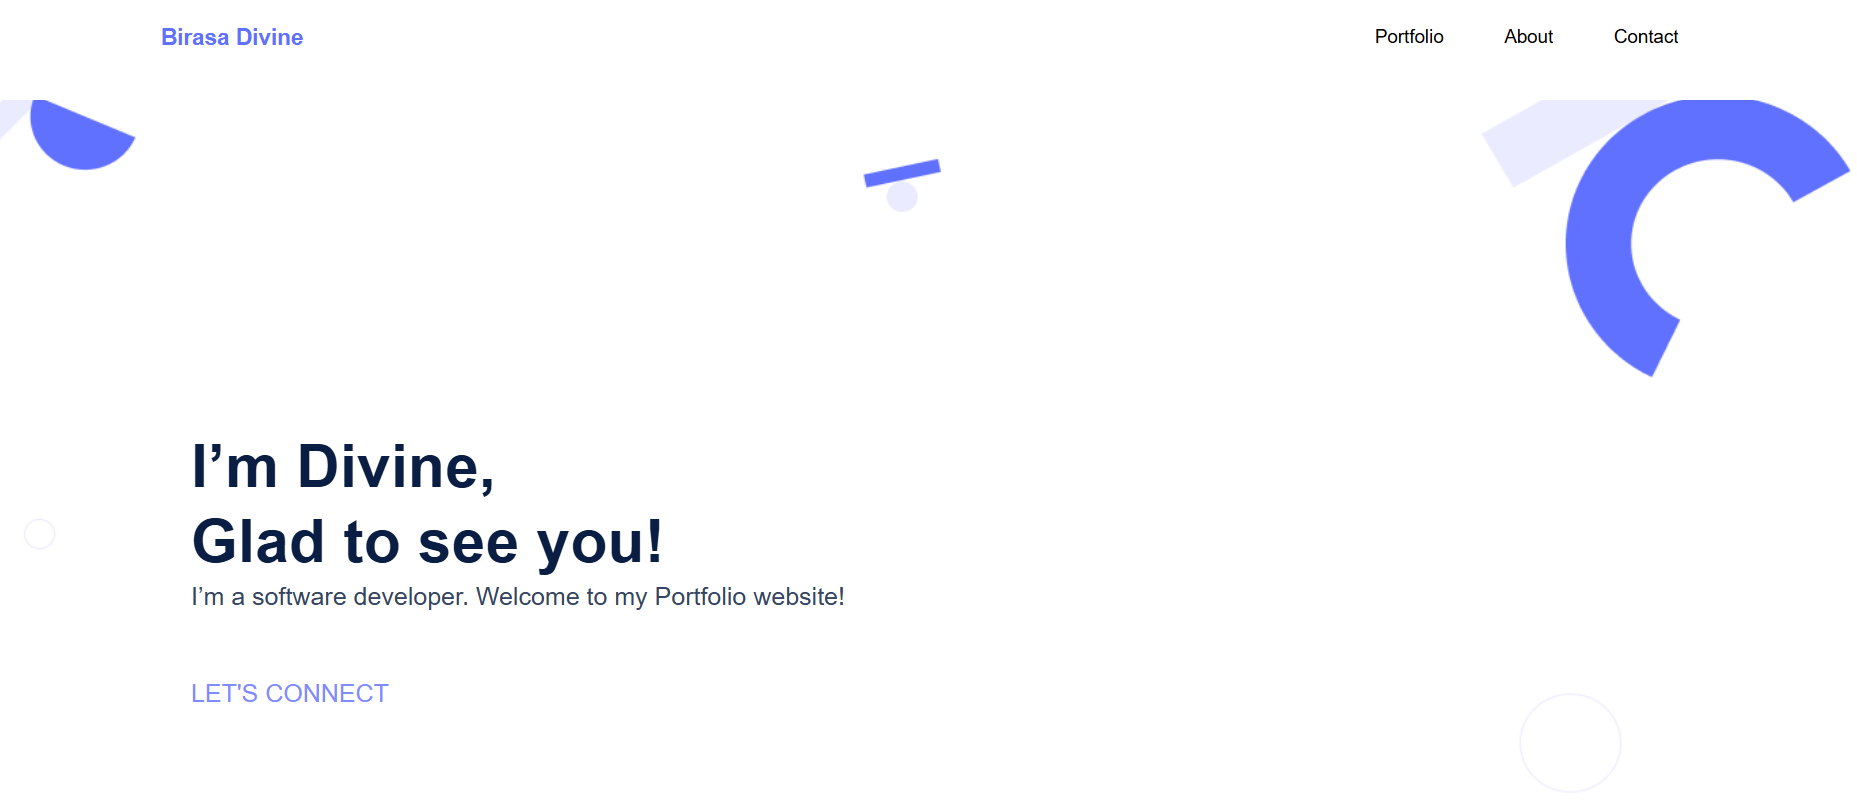 Birasa Divine
Portfolio
About
Contact
I’m Divine,
Glad to see you!
I’m a software developer. Welcome to my Portfolio website!
LET'S CONNECT